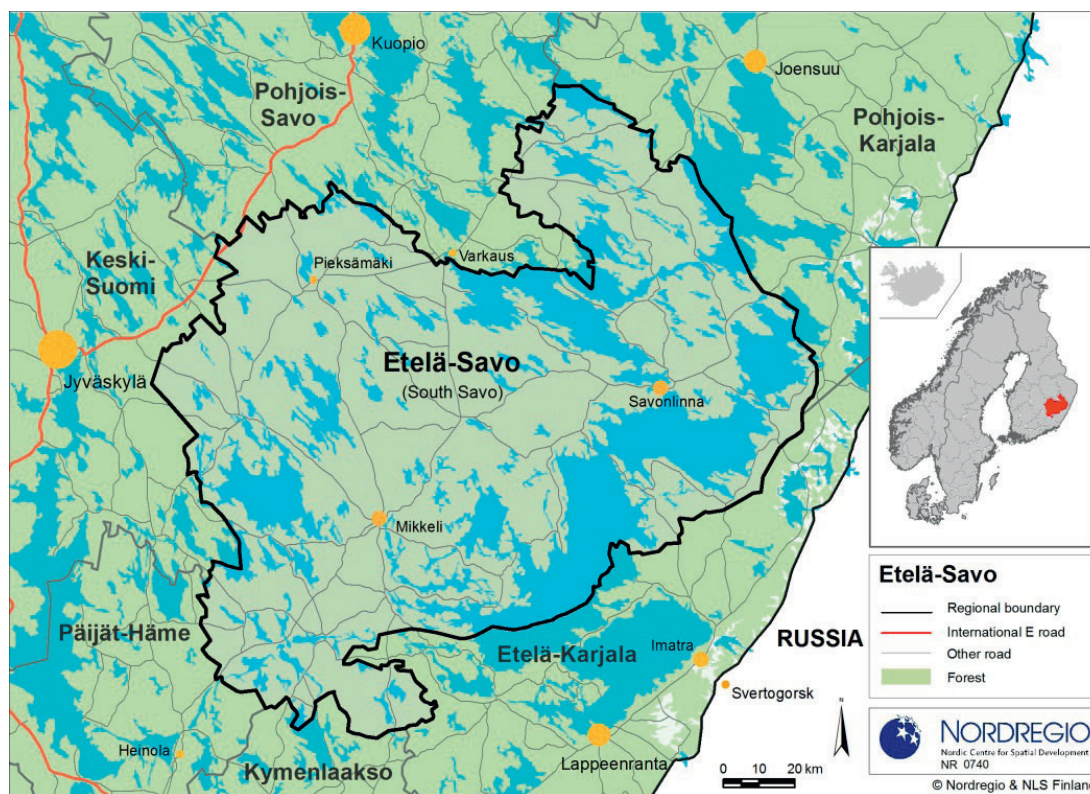 Kuopio
Joensuu
Pohjois-
Savo
Pohjois-
Karjala
Keski-
Suomi
Pieksämäki
Varkaus
Jyväskylä
Etelä-Savo
(South Savo)
Savonlinna
Mikkeli
Päijät-Häme
Etelä-Karjala
Imatra
RUSSIA
Svertogorsk
Heinola
Kymenlaakso
Lappeenranta
N
0 10 20 km
Etelä-Savo
Regional boundary
International E road
Other road
Forest
NORDREGIO
Nordic Centre for Spatial Development
NR 0740
© Nordregio & NLS Finland